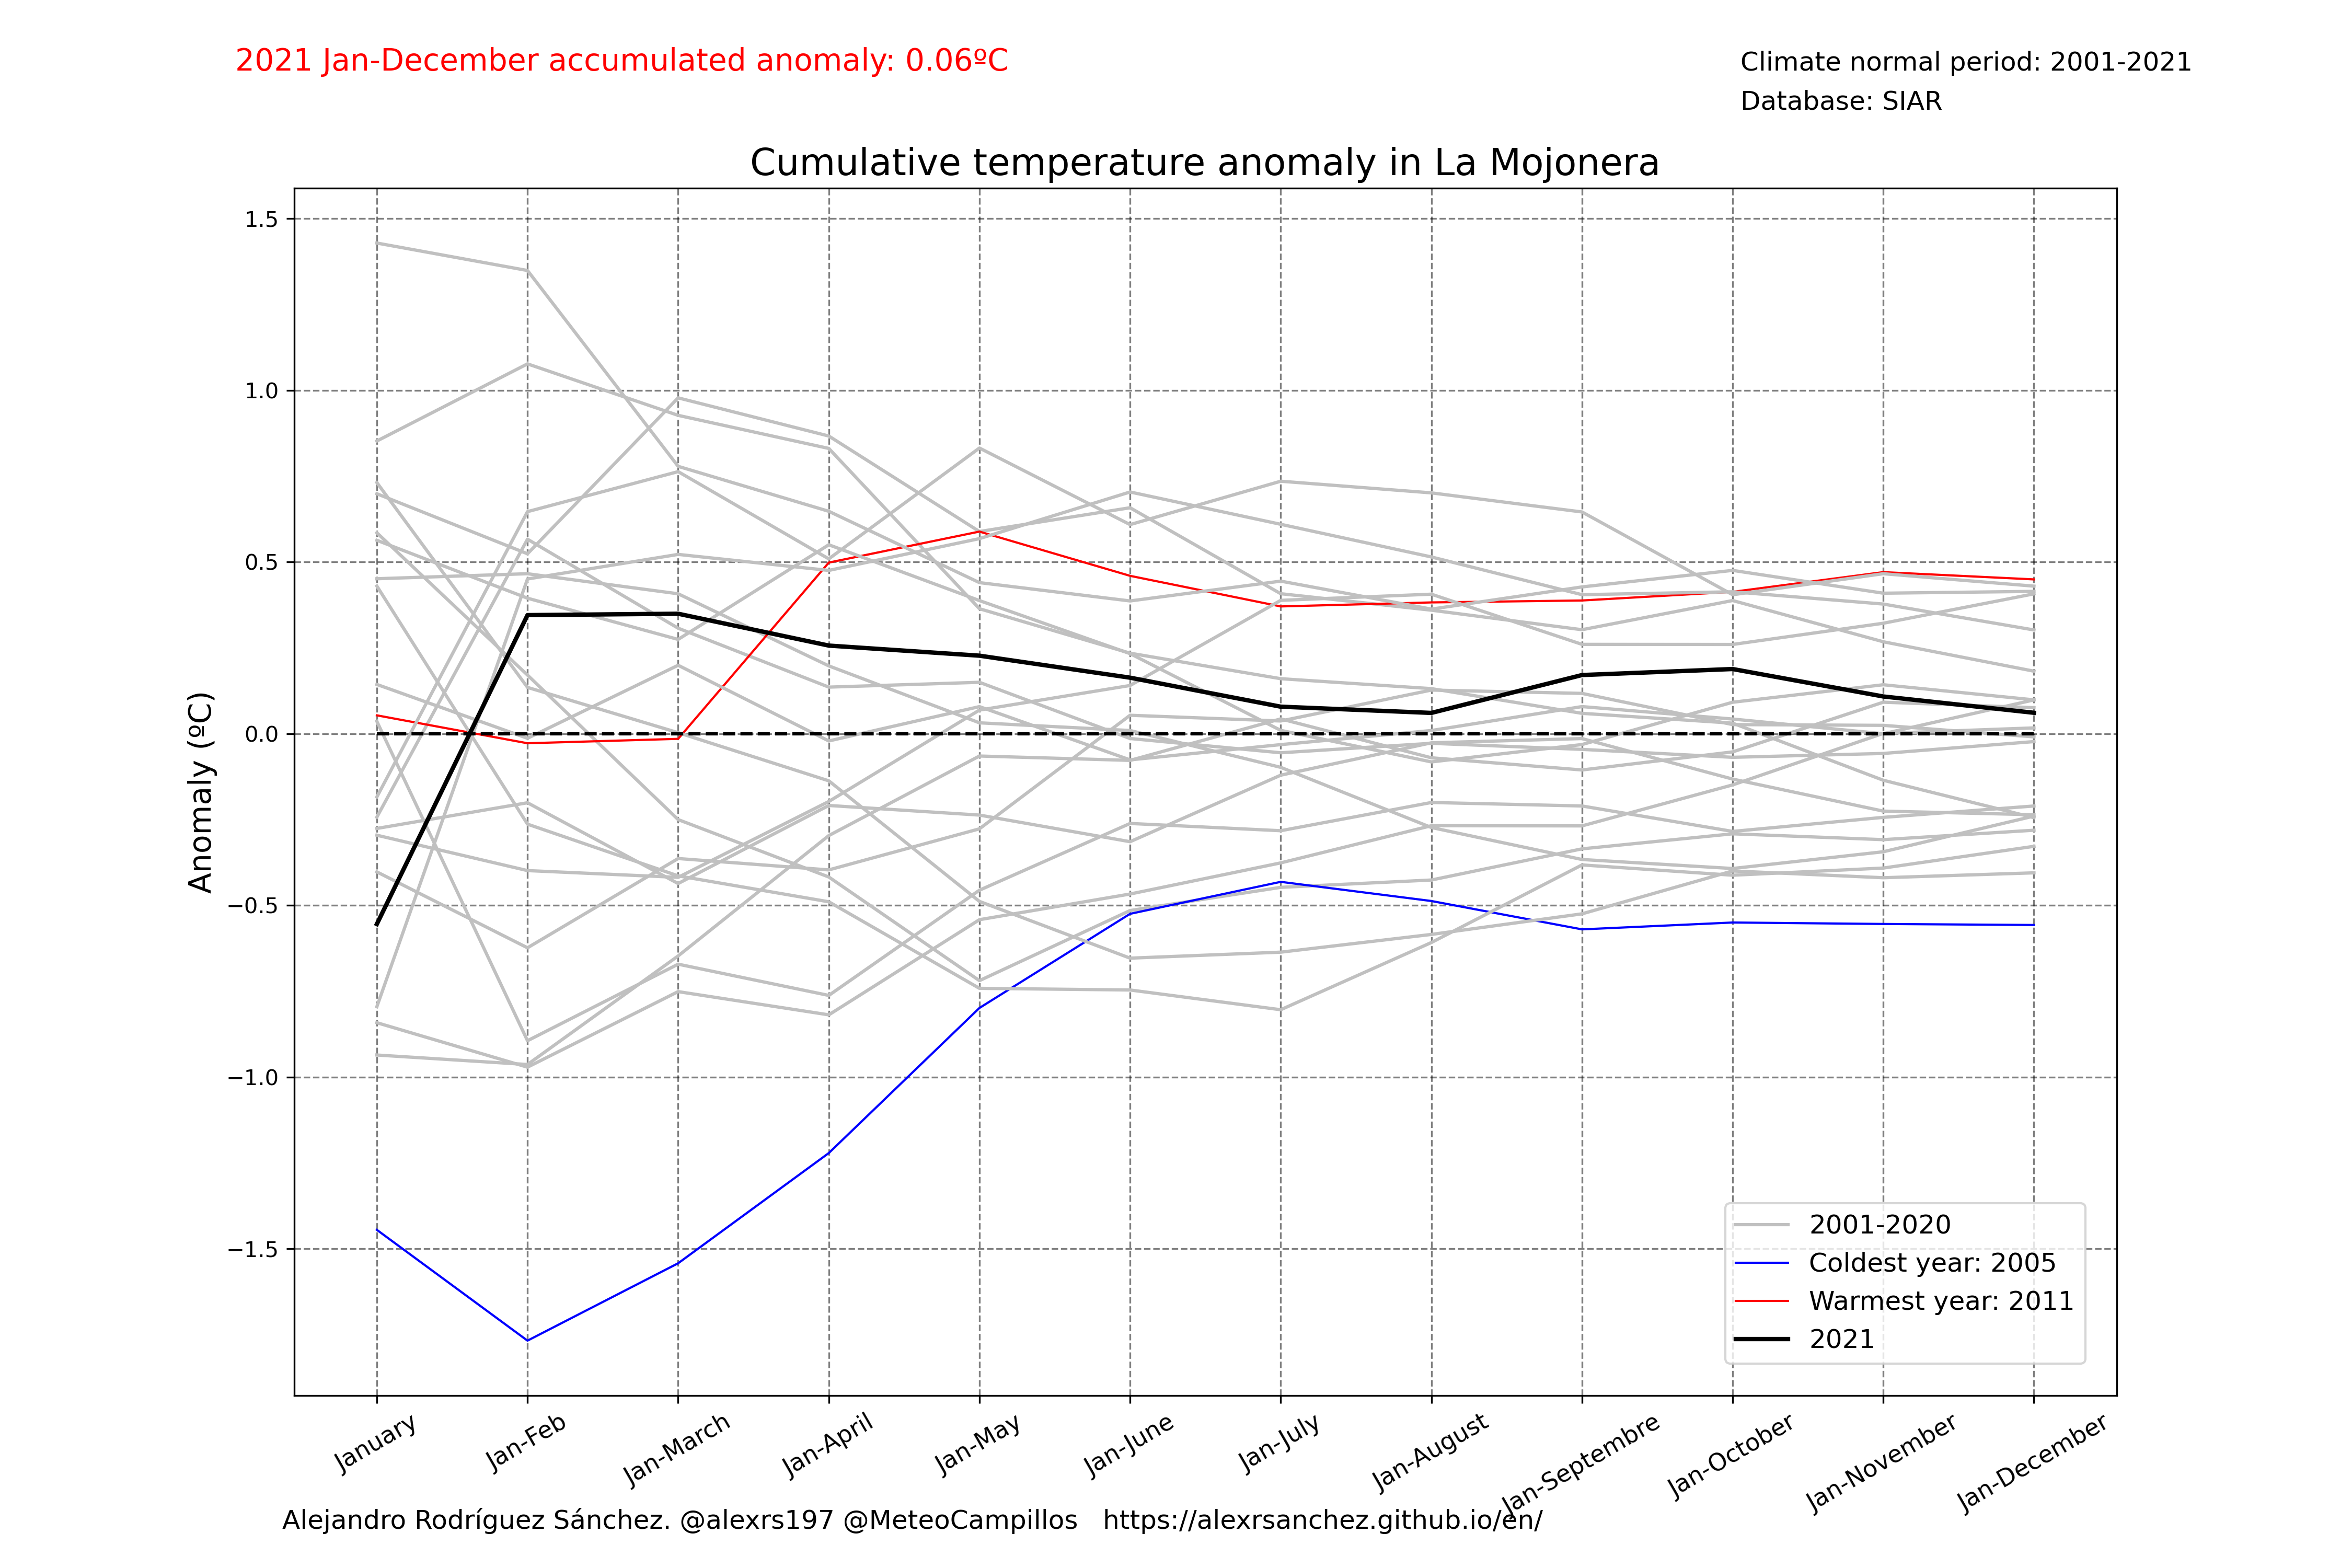 2021 Jan-December accumulated anomaly: 0.06ºC
Climate normal period: 2001-2021
Database: SIAR
Cumulative temperature anomaly in La Mojonera
1.5
1.0
0.5
0.0
−0.5
−1.0
−1.5
Anomaly (ºC)
2001-2020
Coldest year: 2005
Warmest year: 2011
2021
January
Jan-Feb
Jan-March
Jan-April
Jan-May
Jan-June
Jan-July
Jan-August
Jan-Septembre
Jan-October
Jan-November
Jan-December
Alejandro Rodríguez Sánchez. @alexrs197 @MeteoCampillos   https://alexrsanchez.github.io/en/